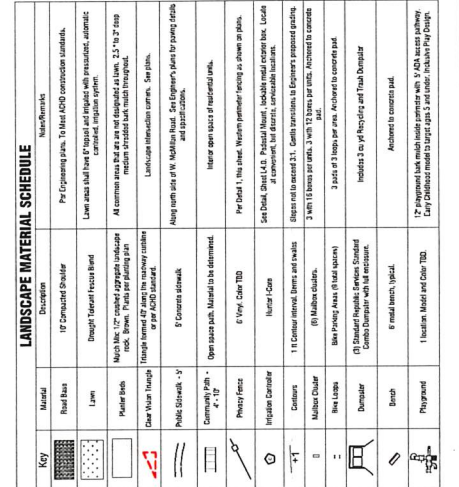 LANDSCAPE MATERIAL SCHEDULE
Key Material Description Notes/Remarks
Road Base 10' Compacted Shoulder Per Engineering plans. To Meet ACHD construction standards.
Lawn Drought Tolerant Fescue Blend Lawn areas shall have 6" topsoil and irrigated with pressurized, automatic
controlled, irrigation system.
Planter Beds Mulch Mix: 1/2" crushed aggregate landscape
rock. Brown. Plants per planting plan
All common areas that are are not designated as lawn. 2.5" to 3" deep
medium shredded bark mulch throughout.
Clear Vision Triangle Triangle formed 40' along the roadway curbline
or per ACHD standard.
Landscape intersection corners. See plans.
Public Sidewalk - 5' 5' Concrete sidewalk Along north side of W. McMillan Road. See Engineer's plans for paving details
and specifications.
Community Path -
4' - 10'
Open space path. Material to be determined. Interior open space of residential units.
Privacy Fence 6' Vinyl. Color TBD Per Detail 1, this sheet. Western perimeter fencing as shown on plans.
Irrigation Controller Hunter I-Core See Detail, Sheet L4.0. Pedestal Mount, lockable metal exterior box. Locate
at convenient, but discrete, serviceable locations.
+1 Contours 1 ft Contour interval. Berms and swales Slopes not to exceed 3:1. Gentle transitions to Engineer's proposed grading.
Mailbox Cluster (6) Mailbox clusters. 3 with 16 boxes per units. 3 with 12 boxes per units. Anchored to concrete
pad.
Bike Loops Bike Parking Areas. (6 total spaces) 3 pads of 3 loops per area. Anchored to concrete pad.
Dumpster (3) Standard Republic Services Standard
Combo Dumpster with full enclosure.
Includes 3 cu yd Recycling and Trash Dumpster
Bench 6' metal bench, typical. Anchored to concrete pad.
Playground 1 location. Model and Color TBD. 12" playground bark mulch inside perimeter with 5' ADA access pathway.
Early Childhood model to target ages 5 and under. Inclusive Play Design.